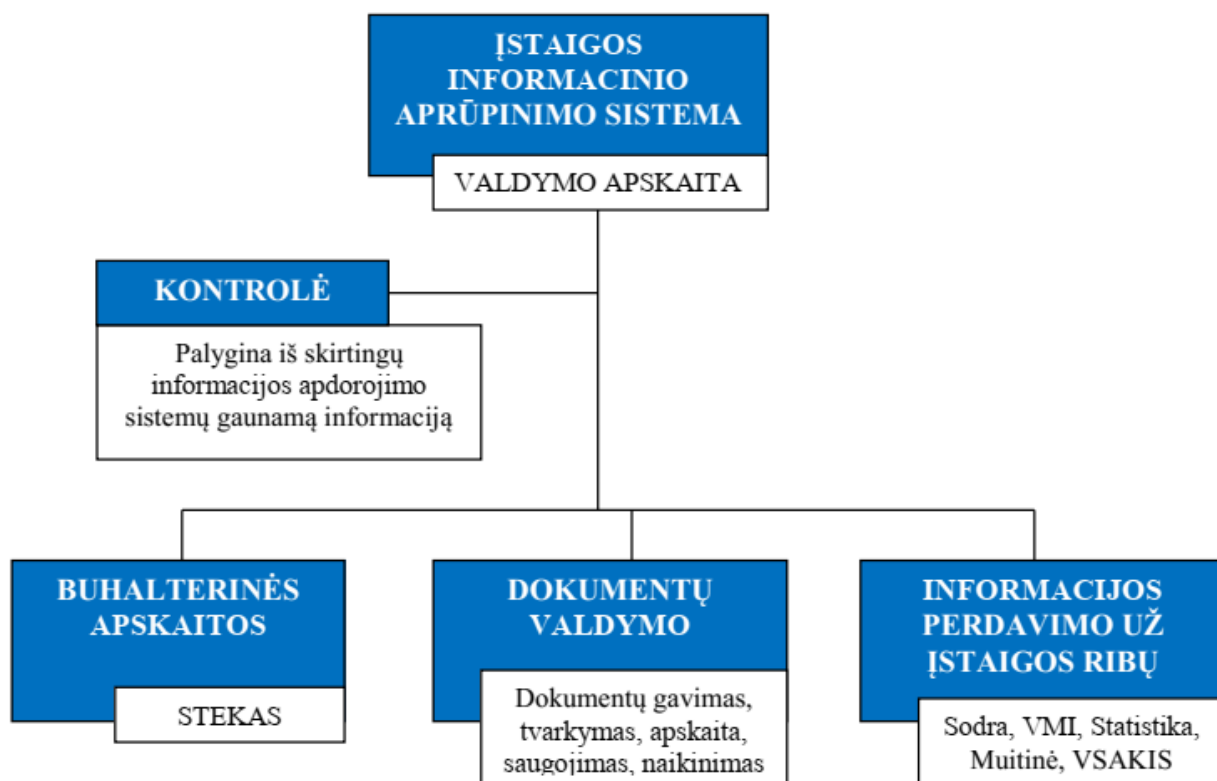 ĮSTAIGOS
INFORMACINIO
APRŪPINIMO SISTEMA
VALDYMO APSKAITA
KONTROLĖ
Palygina iš skirtingų
informacijos apdorojimo
sistemų gaunamą informaciją
BUHALTERINĖS
APSKAITOS
STEKAS
DOKUMENTŲ
VALDYMO
Dokumentų gavimas,
tvarkymas, apskaita,
saugojimas, naikinimas
INFORMACIJOS
PERDAVIMO UŽ
ĮSTAIGOS RIBŲ
Sodra, VMI, Statistika,
Muitinė, VSAKIS